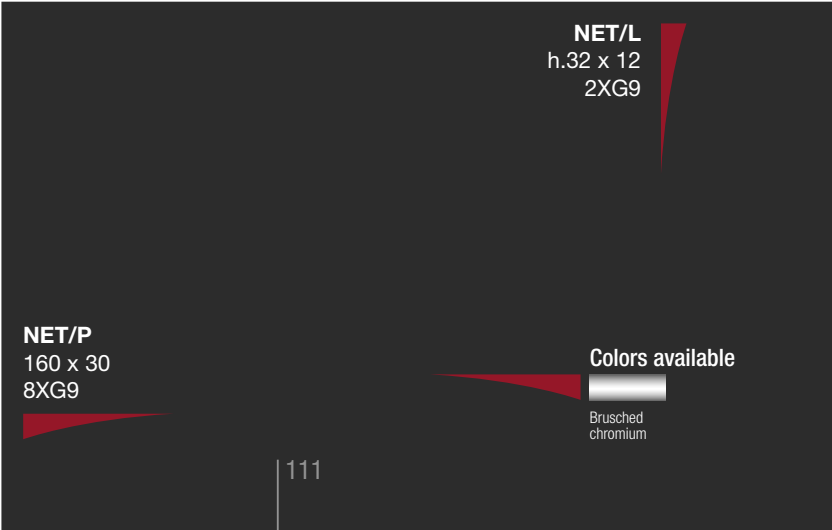 NET/L
h.32 x 12
2XG9
NET/P
160 x 30
8XG9
Colors available
Brusched
chromium
111